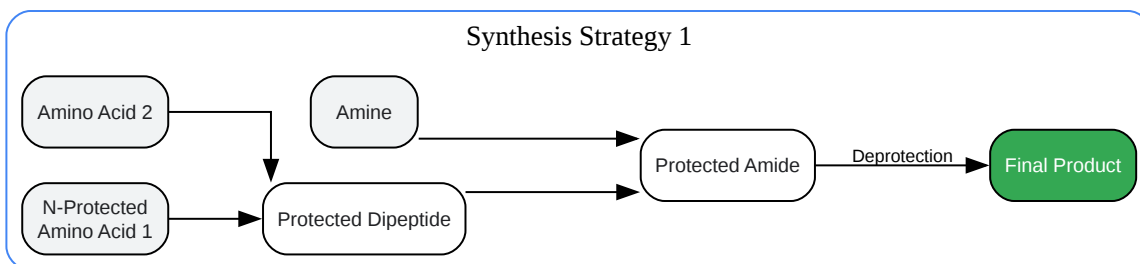 Synthesis Strategy 1
Amino Acid 2
Amine
Protected Amide
Deprotection
Final Product
N-Protected
Amino Acid 1
Protected Dipeptide